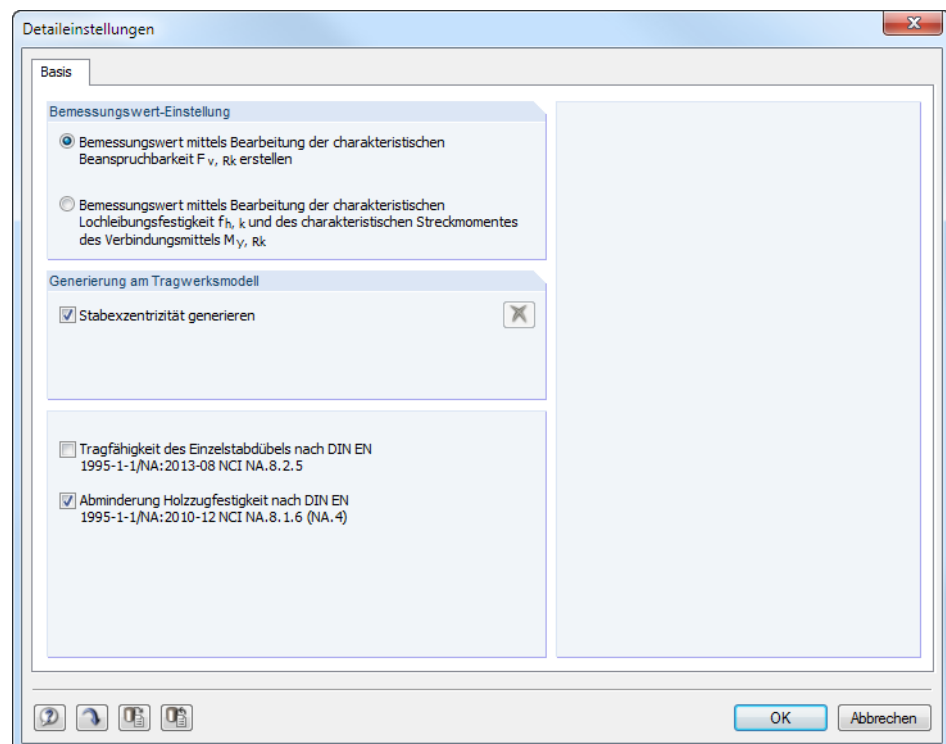 Detaileinstellungen
Basis
Bemessungswert-Einstellung
Bemessungswert mittels Bearbeitung der charakteristischen
Beanspruchbarkeit F v, Rk erstellen
Bemessungswert mittels Bearbeitung der charakteristischen
Lochleibungsfestigkeit fh, k und des charakteristischen Streckmomentes
des Verbindungsmittels My, Rk
Generierung am Tragwerksmodell
Stabexzentrizität generieren
Tragfähigkeit des Einzelstabdübels nach DIN EN
1995-1-1/NA:2013-08 NCI NA.8.2.5
Abminderung Holzzugfestigkeit nach DIN EN
1995-1-1/NA:2010-12 NCI NA.8.1.6 (NA.4)
OK
Abbrechen